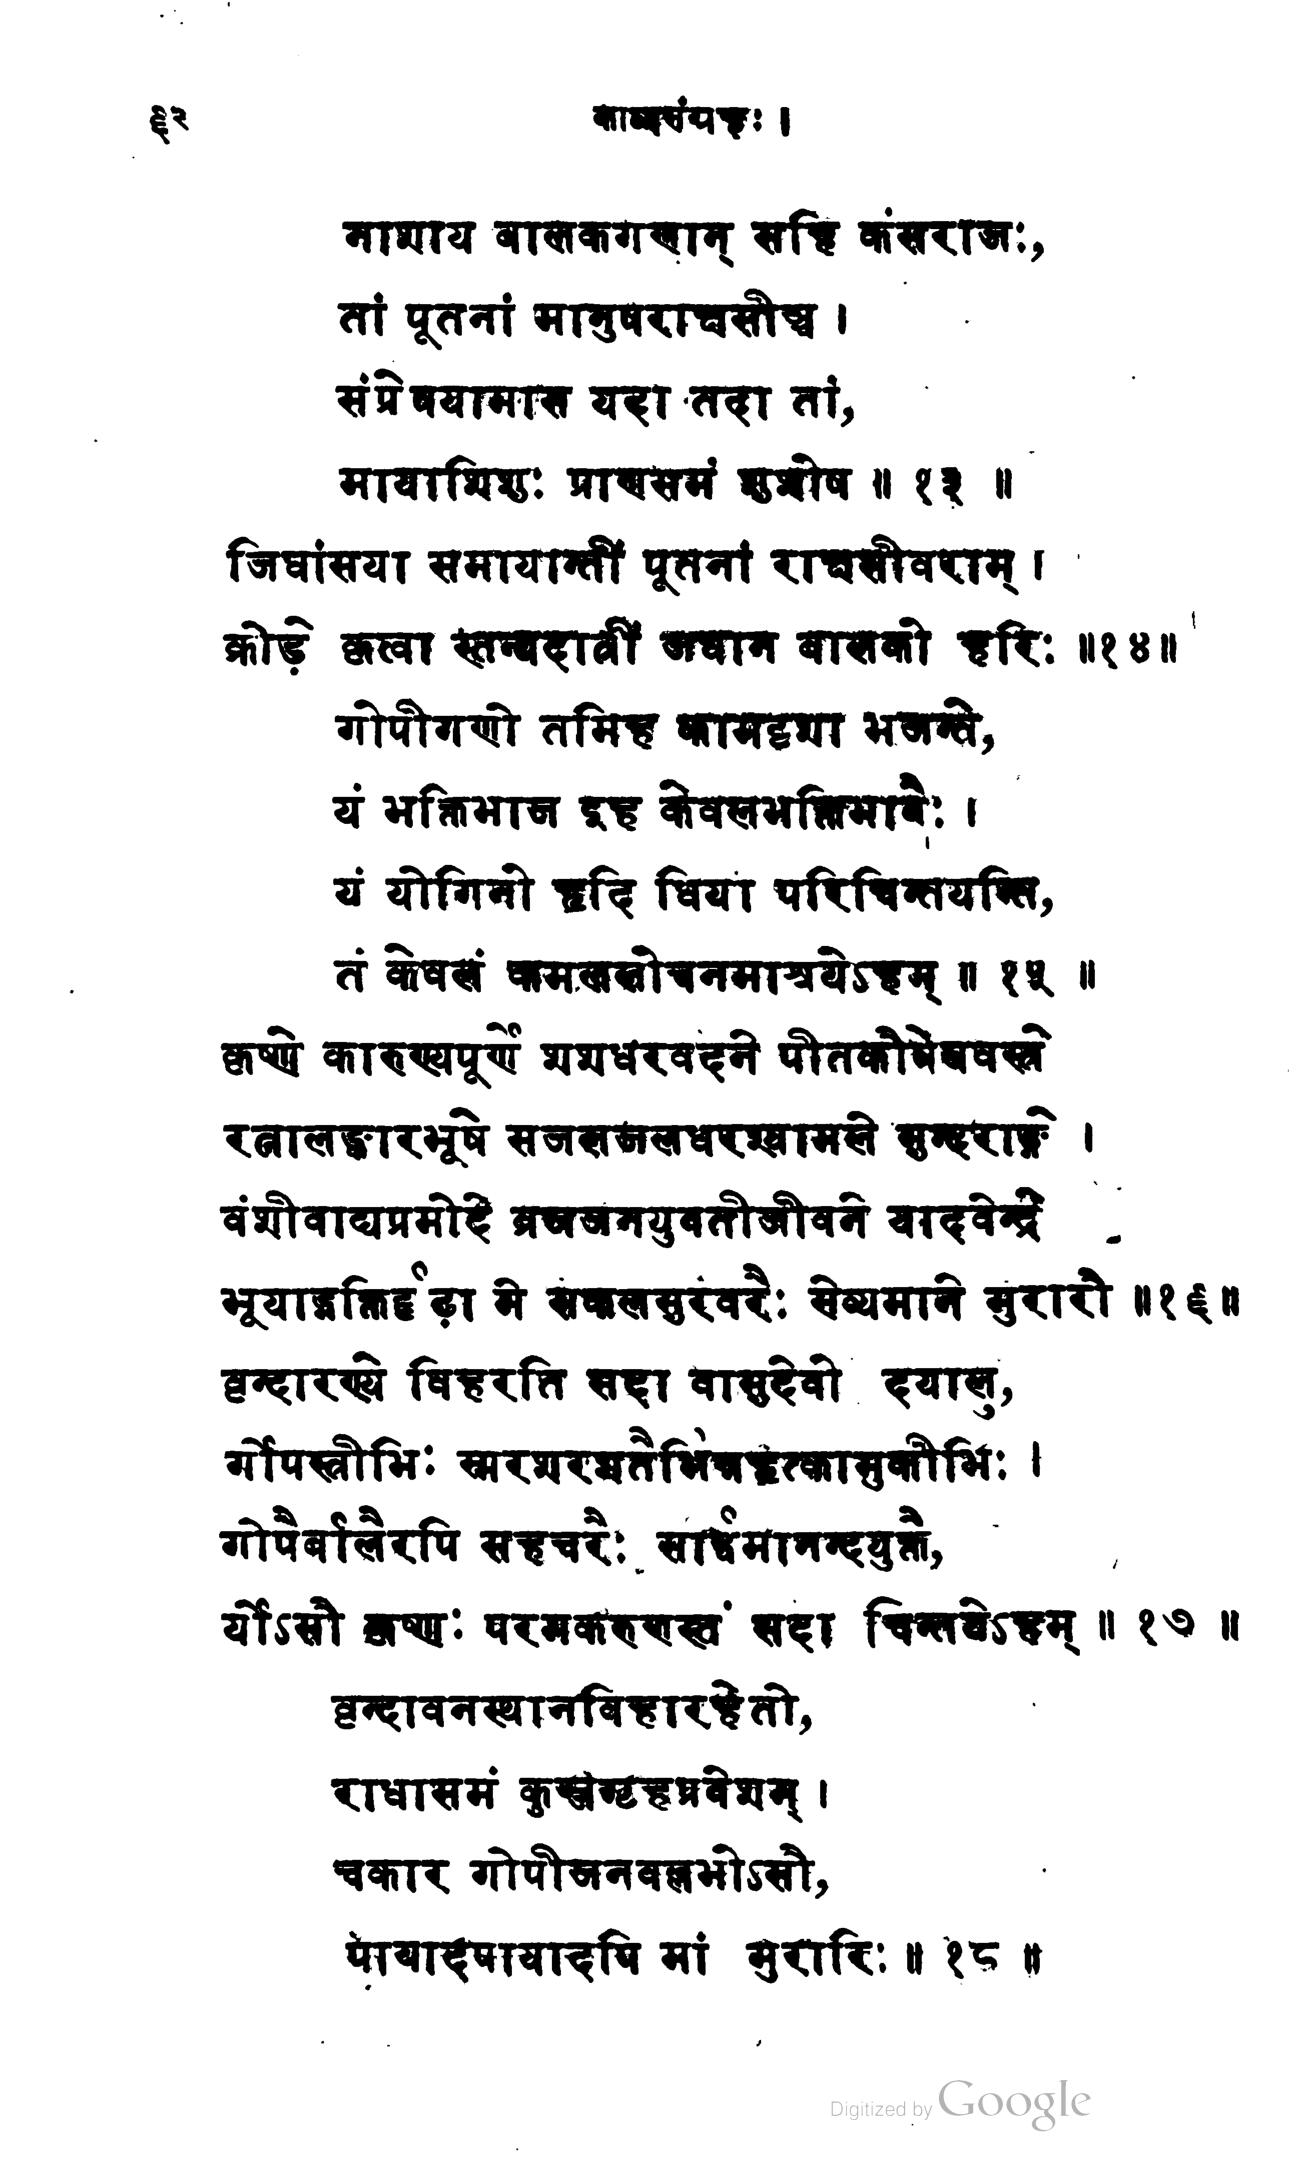 ६२ काव्यसंग्रहः ।
नाशाय बालकगणान् सहि कंसराजः,
तां पूतनां मानुषराक्षसीञ्च ।
संप्रेषयामास यदा तदा तां,
मायाशिशुः प्राणसमं शुशोष ॥ १३ ॥
जिघांसया समायान्तीं पूतनां राक्षसीवराम् ।
क्रोड़े कृत्वा स्तन्यदात्रीं जघान बालको हरिः ॥१४॥
गोपीगणो तमिह कामदृशा भजन्ते,
यं भक्तिभाज इह केवलभक्तिभावैः ।
यं योगिनो हृदि धिया परिचिन्तयन्ति,
तं केषलं कमललोचनमाश्रयेऽहम् ॥ १५ ॥
कृष्णे कारुण्यपूर्णे शशधरवदने पीतकौषेयवस्त्रे
रत्नालङ्कारभूषे सजलजलधरश्यामले सुन्दराङ्गे ।
वंशीवाद्यप्रमोदे व्रजजनयुवतीजीवने यादवेन्द्रे
भूयाद्भक्तिर्दृढ़ा मे सकलसुरवरैः सेव्यमाने मुरारौ ॥१६॥
वृन्दारण्ये विहरति सदा वासुदेवो दयालु,
र्गोपस्त्रीभिः स्मरशरशतैर्भिन्नहृत्कामुकीभिः ।
गोपैर्बालैरपि सहचरैः सार्द्धमानन्दयुक्तै,
र्योऽसौ कृष्णः परमकरुणस्तं सदा चिन्तयेऽहम् ॥ १७ ॥
वृन्दावनस्थानविहारहेतो,
राधासमं कुञ्जगृहप्रवेशम् ।
चकार गोपीजनवल्लभोऽसौ,
पायादपायादपि मां मुरारिः ॥ १८ ॥
Digitized by Google